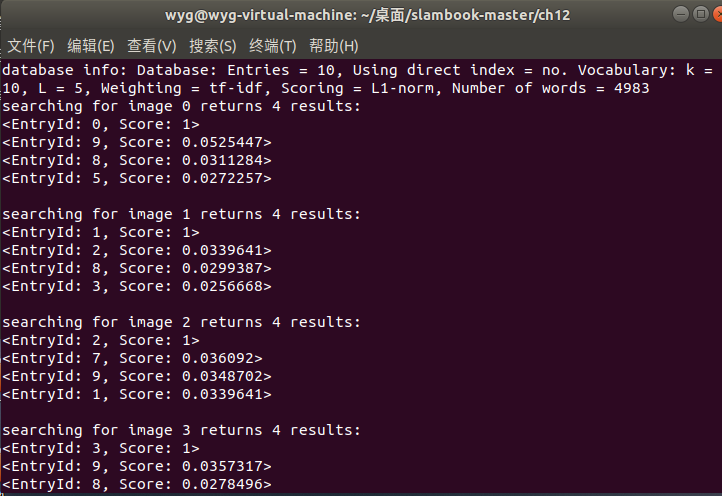 wyg@wyg-virtual-machine: ~/桌面/slambook-master/ch12
文件(F) 编辑(E) 查看(V) 搜索(S) 终端(T) 帮助(H)
database info: Database: Entries = 10, Using direct index = no. Vocabulary: k =
10, L = 5, Weighting = tf-idf, Scoring = L1-norm, Number of words = 4983
searching for image 0 returns 4 results:
<EntryId: 0, Score: 1>
<EntryId: 9, Score: 0.0525447>
<EntryId: 8, Score: 0.0311284>
<EntryId: 5, Score: 0.0272257>

searching for image 1 returns 4 results:
<EntryId: 1, Score: 1>
<EntryId: 2, Score: 0.0339641>
<EntryId: 8, Score: 0.0299387>
<EntryId: 3, Score: 0.0256668>

searching for image 2 returns 4 results:
<EntryId: 2, Score: 1>
<EntryId: 7, Score: 0.036092>
<EntryId: 9, Score: 0.0348702>
<EntryId: 1, Score: 0.0339641>

searching for image 3 returns 4 results:
<EntryId: 3, Score: 1>
<EntryId: 9, Score: 0.0357317>
<EntryId: 8, Score: 0.0278496>